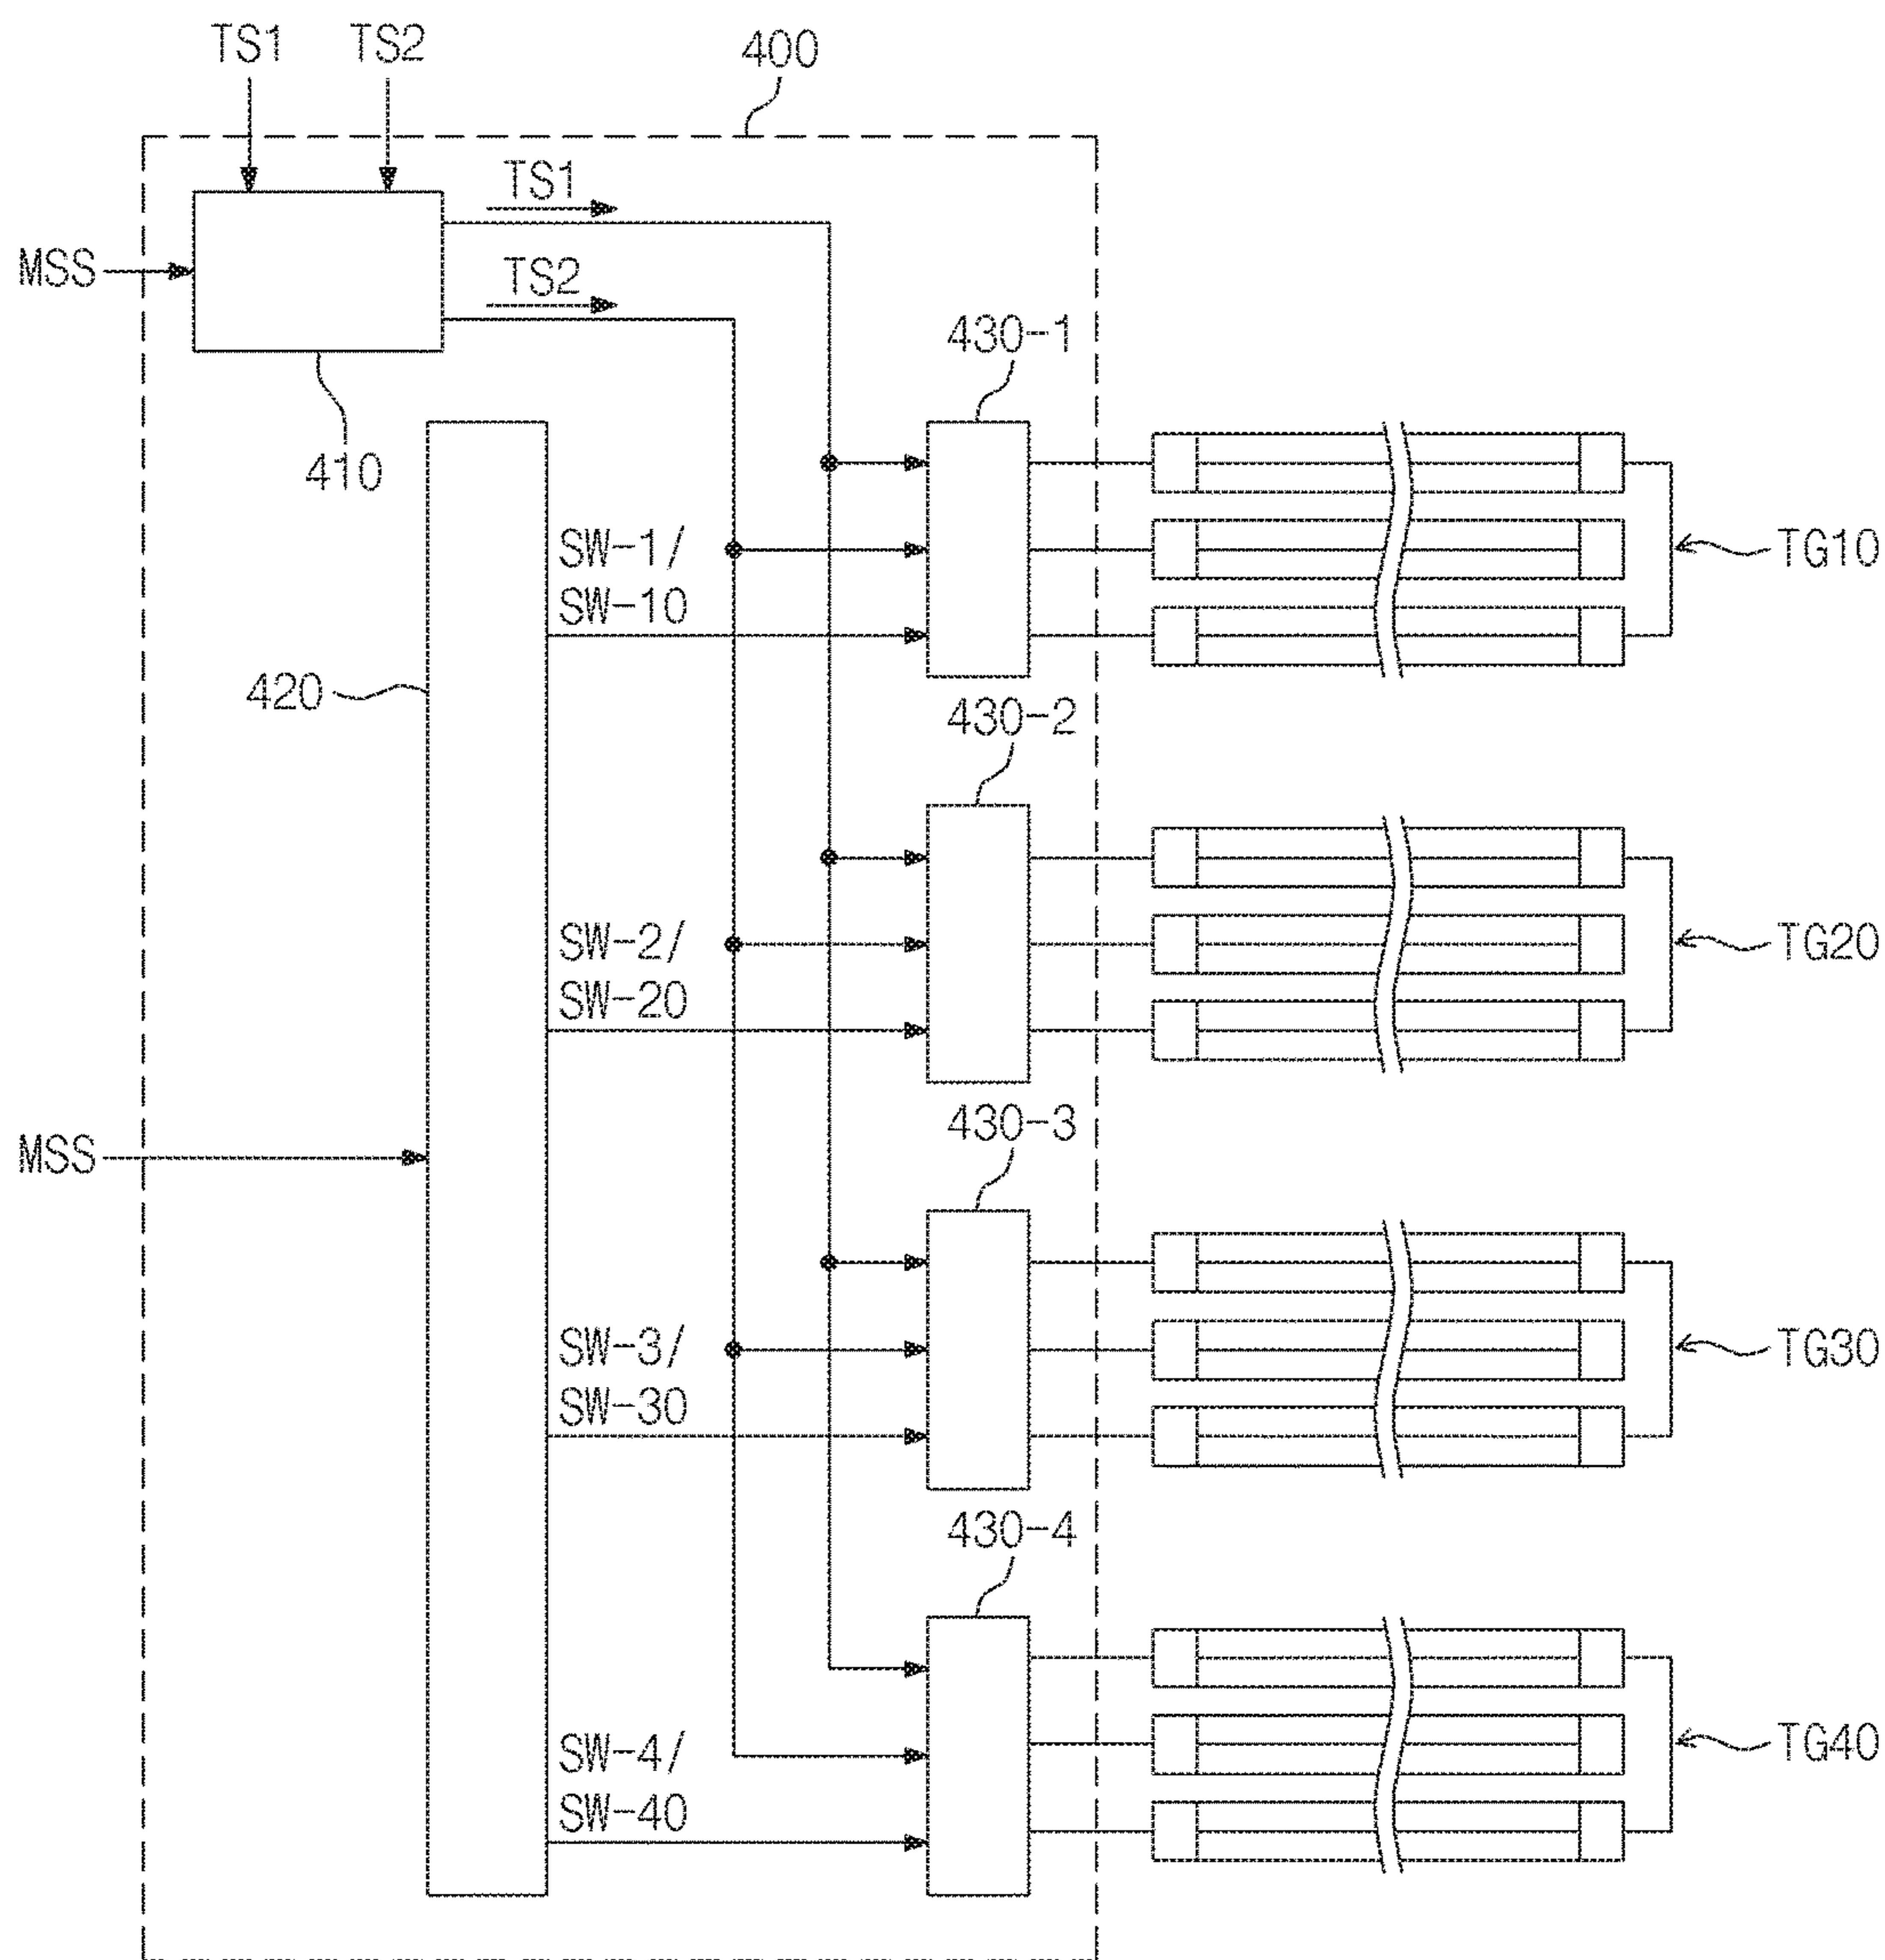 TS1 TS2 400
TS1
MSS
TS2
430-1
410
SW-1/
TG10
SW-10
420
430-2
SW-2/
TG20
SW-20
430-3
MSS
SW-3/
TG30
SW-30
430-4
SW-4/
TG40
SW-40